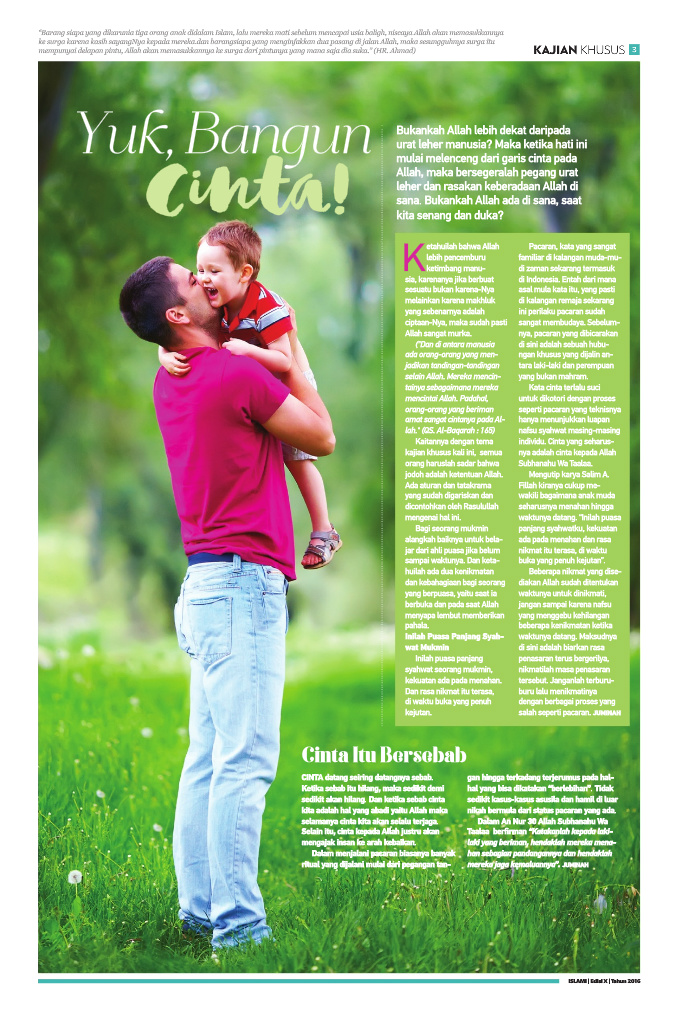 "Barang siapa yang dikarunia tiga orang anak didalam Islam, lalu mereka mati sebelum mencapai usia baligh, niscaya Allah akan memasukkannya
ke surga karena kasih sayangNya kepada mereka.dan barangsiapa yang menginfakkan dua pasang di jalan Allah, maka sesungguhnya surga itu
mempunyai delapan pintu, Allah akan memasukkannya ke surga dari pintunya yang mana saja dia suka." (HR. Ahmad)
KAJIAN KHUSUS 3
Yuk, Bangun
Cinta!
Bukankah Allah lebih dekat daripada
urat leher manusia? Maka ketika hati ini
mulai melenceng dari garis cinta pada
Allah, maka bersegeralah pegang urat
leher dan rasakan keberadaan Allah di
sana. Bukankah Allah ada di sana, saat
kita senang dan duka?
Ketahuilah bahwa Allah
lebih pencemburu
ketimbang manu-
sia, karenanya jika berbuat
sesuatu bukan karena-Nya
melainkan karena makhluk
yang sebenarnya adalah
ciptaan-Nya, maka sudah pasti
Allah sangat murka.
("Dan di antara manusia
ada orang-orang yang men-
jadikan tandingan-tandingan
selain Allah. Mereka mencin-
tainya sebagaimana mereka
mencintai Allah. Padahal,
orang-orang yang beriman
amat sangat cintanya pada Al-
lah." (QS. Al-Baqarah : 165)
Kaitannya dengan tema
kajian khusus kali ini, semua
orang haruslah sadar bahwa
jodoh adalah ketentuan Allah.
Ada aturan dan tatakrama
yang sudah digariskan dan
dicontohkan oleh Rasulullah
mengenai hal ini.
Bagi seorang mukmin
alangkah baiknya untuk bela-
jar dari ahli puasa jika belum
sampai waktunya. Dan keta-
huilah ada dua kenikmatan
dan kebahagiaan bagi seorang
yang berpuasa, yaitu saat ia
berbuka dan pada saat Allah
menyapa lembut memberikan
pahala.
Inilah Puasa Panjang Syah-
wat Mukmin
Inilah puasa panjang
syahwat seorang mukmin,
kekuatan ada pada menahan.
Dan rasa nikmat itu terasa,
di waktu buka yang penuh
kejutan.
Pacaran, kata yang sangat
familiar di kalangan muda-mu-
di zaman sekarang termasuk
di Indonesia. Entah dari mana
asal mula kata itu, yang pasti
di kalangan remaja sekarang
ini perilaku pacaran sudah
sangat membudaya. Sebelum-
nya, pacaran yang dibicarakan
di sini adalah sebuah hubu-
ngan khusus yang dijalin an-
tara laki-laki dan perempuan
yang bukan mahram.
Kata cinta terlalu suci
untuk dikotori dengan proses
seperti pacaran yang teknisnya
hanya menunjukkan luapan
nafsu syahwat masing-masing
individu. Cinta yang seharus-
nya adalah cinta kepada Allah
Subhanahu Wa Taalaa.
Mengutip karya Salim A.
Fillah kiranya cukup me-
wakili bagaimana anak muda
seharusnya menahan hingga
waktunya datang. "Inilah puasa
panjang syahwatku, kekuatan
ada pada menahan dan rasa
nikmat itu terasa, di waktu
buka yang penuh kejutan".
Beberapa nikmat yang dise-
diakan Allah sudah ditentukan
waktunya untuk dinikmati,
jangan sampai karena nafsu
yang menggebu kehilangan
beberapa kenikmatan ketika
waktunya datang. Maksudnya
di sini adalah biarkan rasa
penasaran terus bergerilya,
nikmatilah masa penasaran
tersebut. Janganlah terburu-
buru lalu menikmatinya
dengan berbagai proses yang
salah seperti pacaran. JUMINAH
Cinta Itu Bersebab
CINTA datang seiring datangnya sebab.
Ketika sebab itu hilang, maka sedikit demi
sedikit akan hilang. Dan ketika sebab cinta
kita adalah hal yang abadi yaitu Allah maka
selamanya cinta kita akan selalu terjaga.
Selain itu, cinta kepada Allah justru akan
mengajak insan ke arah kebaikan.
Dalam menjalani pacaran biasanya banyak
ritual yang dijalani mulai dari pegangan tan-
gan hingga terkadang terjerumus pada hal-
hal yang bisa dikatakan "berlebihan". Tidak
sedikit kasus-kasus asusila dan hamil di luar
nikah bermula dari status pacaran yang ada.
Dalam An Nur 30 Allah Subhanahu Wa
Taalaa berfirman "Katakanlah kepada laki-
laki yang beriman, hendaklah mereka mena-
han sebagian pandangannya dan hendaklah
mereka jaga kemaluannya". JUMINAH
ISLAMI | Edisi X | Tahun 2016